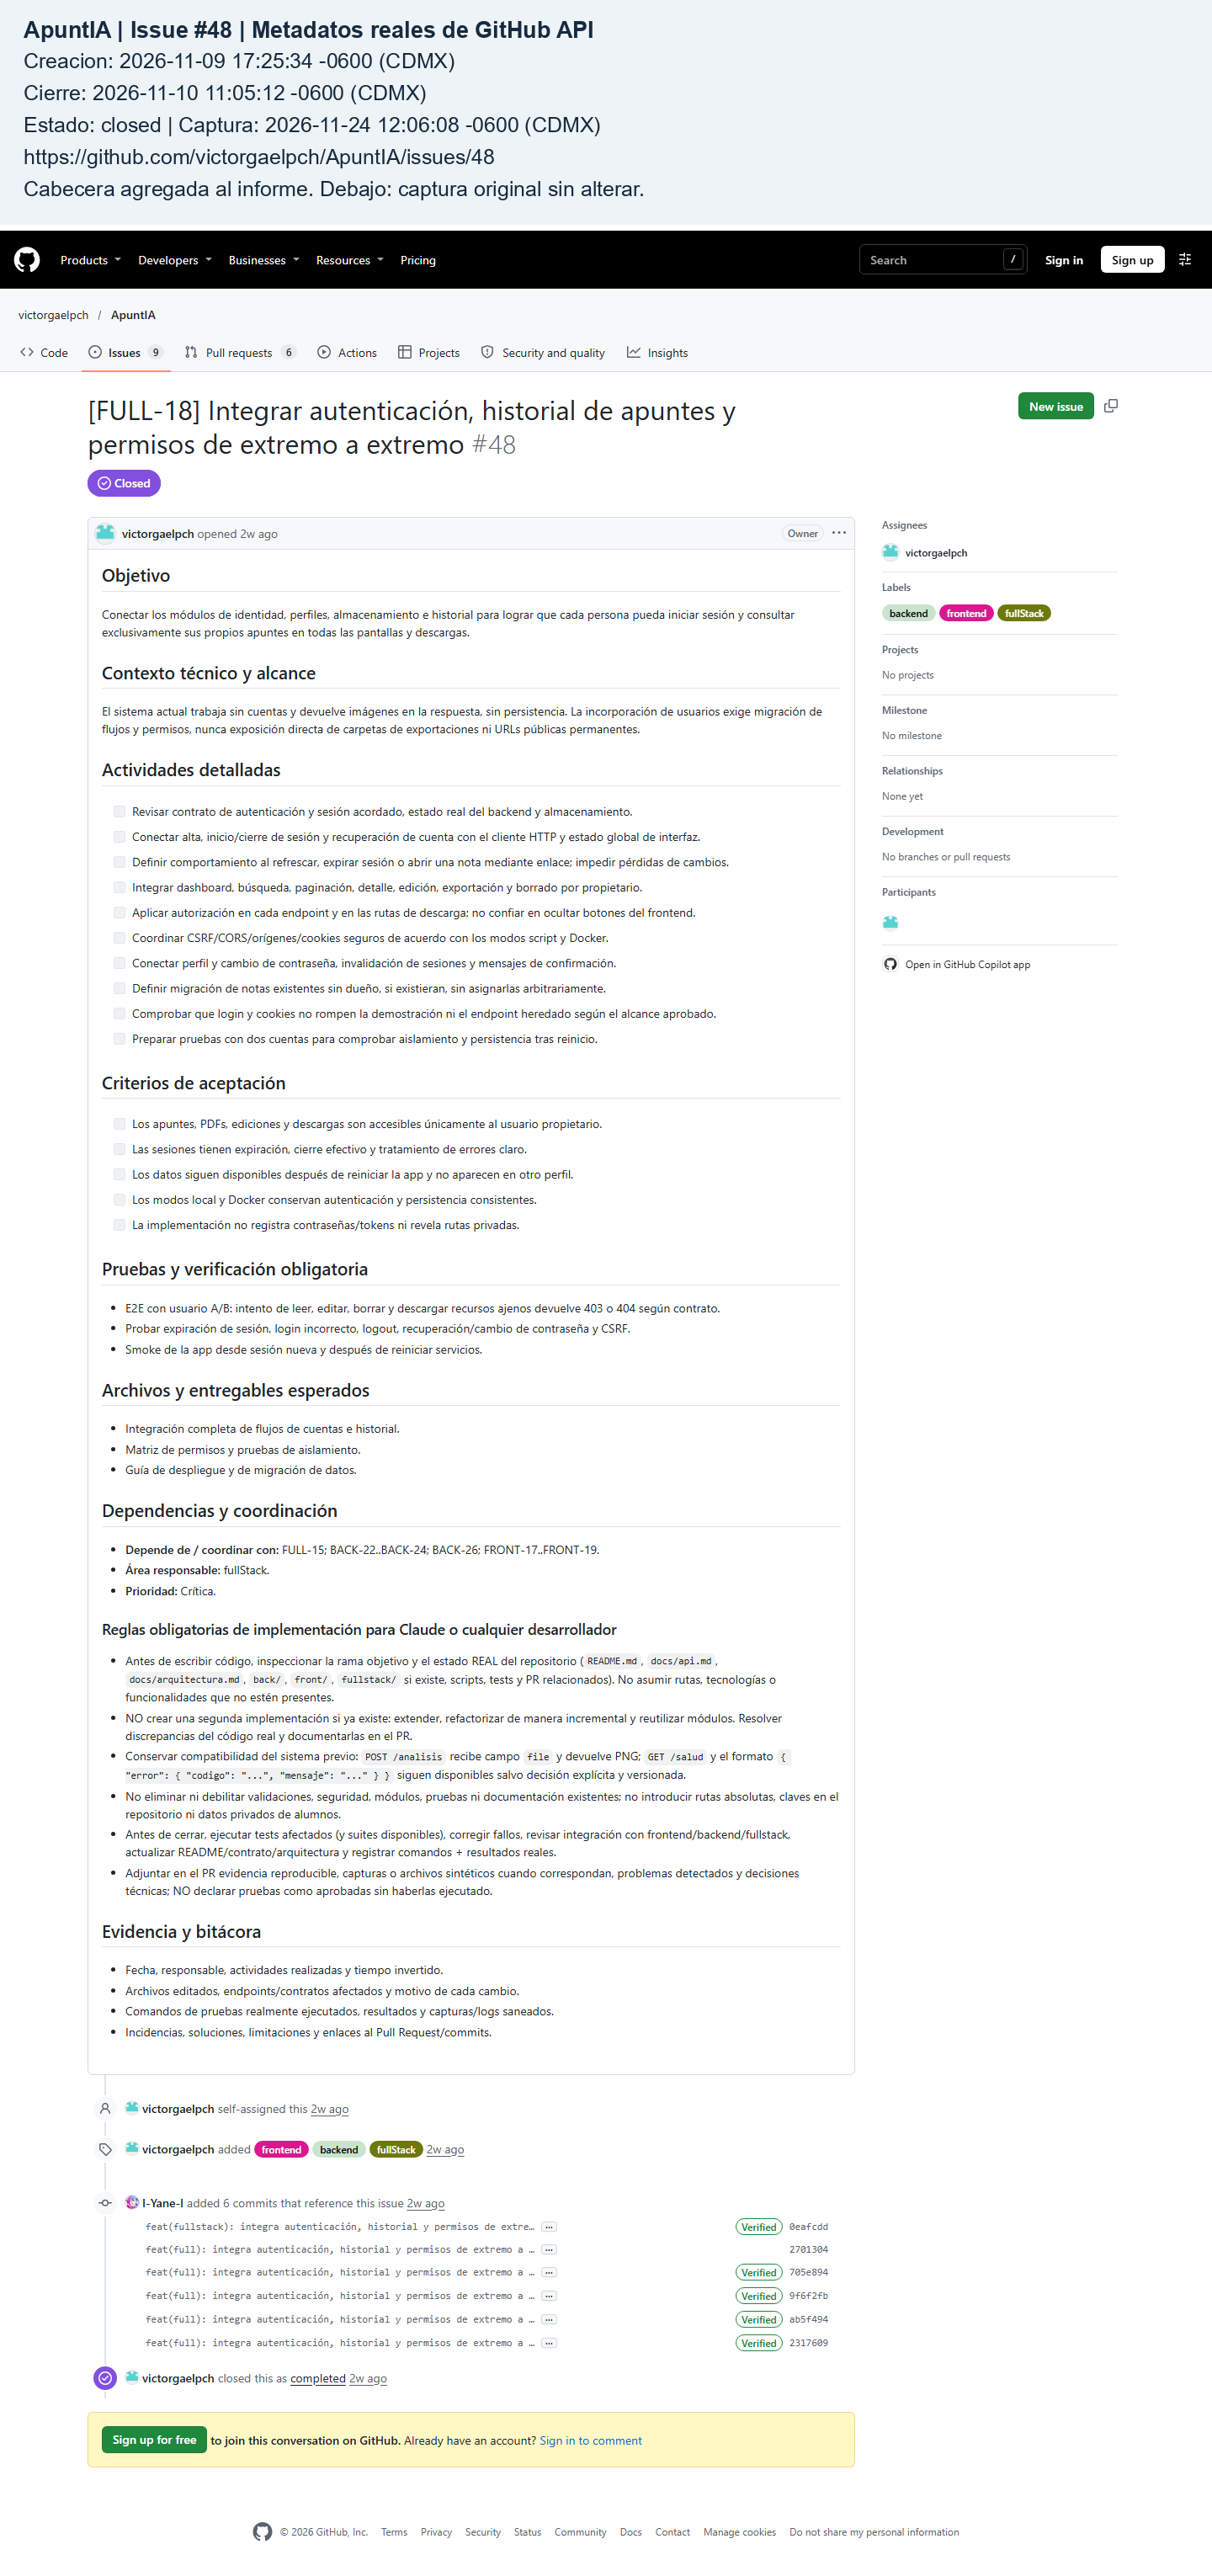 ApuntIA | Issue #48 | Metadatos reales de GitHub API
Creacion: 2026-11-09 17:25:34 -0600 (CDMX)
Cierre: 2026-11-10 11:05:12 -0600 (CDMX)
Estado: closed | Captura: 2026-11-24 12:06:08 -0600 (CDMX)
https://github.com/victorgaelpch/ApuntIA/issues/48
Cabecera agregada al informe. Debajo: captura original sin alterar.
Products Developers Businesses Resources Pricing Search / Sign in Sign up
victorgaelpch / ApuntIA
Code Issues 9 Pull requests 6 Actions Projects Security and quality Insights
[FULL-18] Integrar autenticación, historial de apuntes y
permisos de extremo a extremo #48
New issue
Closed
victorgaelpch opened 2w ago Owner
Objetivo
Conectar los módulos de identidad, perfiles, almacenamiento e historial para lograr que cada persona pueda iniciar sesión y consultar
exclusivamente sus propios apuntes en todas las pantallas y descargas.
Contexto técnico y alcance
El sistema actual trabaja sin cuentas y devuelve imágenes en la respuesta, sin persistencia. La incorporación de usuarios exige migración de
flujos y permisos, nunca exposición directa de carpetas de exportaciones ni URLs públicas permanentes.
Actividades detalladas
Revisar contrato de autenticación y sesión acordado, estado real del backend y almacenamiento.
Conectar alta, inicio/cierre de sesión y recuperación de cuenta con el cliente HTTP y estado global de interfaz.
Definir comportamiento al refrescar, expirar sesión o abrir una nota mediante enlace; impedir pérdidas de cambios.
Integrar dashboard, búsqueda, paginación, detalle, edición, exportación y borrado por propietario.
Aplicar autorización en cada endpoint y en las rutas de descarga; no confiar en ocultar botones del frontend.
Coordinar CSRF/CORS/orígenes/cookies seguros de acuerdo con los modos script y Docker.
Conectar perfil y cambio de contraseña, invalidación de sesiones y mensajes de confirmación.
Definir migración de notas existentes sin dueño, si existieran, sin asignarlas arbitrariamente.
Comprobar que login y cookies no rompen la demostración ni el endpoint heredado según el alcance aprobado.
Preparar pruebas con dos cuentas para comprobar aislamiento y persistencia tras reinicio.
Criterios de aceptación
Los apuntes, PDFs, ediciones y descargas son accesibles únicamente al usuario propietario.
Las sesiones tienen expiración, cierre efectivo y tratamiento de errores claro.
Los datos siguen disponibles después de reiniciar la app y no aparecen en otro perfil.
Los modos local y Docker conservan autenticación y persistencia consistentes.
La implementación no registra contraseñas/tokens ni revela rutas privadas.
Pruebas y verificación obligatoria
E2E con usuario A/B: intento de leer, editar, borrar y descargar recursos ajenos devuelve 403 o 404 según contrato.
Probar expiración de sesión, login incorrecto, logout, recuperación/cambio de contraseña y CSRF.
Smoke de la app desde sesión nueva y después de reiniciar servicios.
Archivos y entregables esperados
Integración completa de flujos de cuentas e historial.
Matriz de permisos y pruebas de aislamiento.
Guía de despliegue y de migración de datos.
Dependencias y coordinación
Depende de / coordinar con: FULL-15; BACK-22..BACK-24; BACK-26; FRONT-17..FRONT-19.
Área responsable: fullStack.
Prioridad: Crítica.
Reglas obligatorias de implementación para Claude o cualquier desarrollador
Antes de escribir código, inspeccionar la rama objetivo y el estado REAL del repositorio ( README.md , docs/api.md ,
docs/arquitectura.md , back/ , front/ , fullstack/ si existe, scripts, tests y PR relacionados). No asumir rutas, tecnologías o
funcionalidades que no estén presentes.
NO crear una segunda implementación si ya existe: extender, refactorizar de manera incremental y reutilizar módulos. Resolver
discrepancias del código real y documentarlas en el PR.
Conservar compatibilidad del sistema previo: POST /analisis recibe campo file y devuelve PNG; GET /salud y el formato {
"error": { "codigo": "...", "mensaje": "..." } } siguen disponibles salvo decisión explícita y versionada.
No eliminar ni debilitar validaciones, seguridad, módulos, pruebas ni documentación existentes; no introducir rutas absolutas, claves en el
repositorio ni datos privados de alumnos.
Antes de cerrar, ejecutar tests afectados (y suites disponibles), corregir fallos, revisar integración con frontend/backend/fullstack,
actualizar README/contrato/arquitectura y registrar comandos + resultados reales.
Adjuntar en el PR evidencia reproducible, capturas o archivos sintéticos cuando correspondan, problemas detectados y decisiones
técnicas; NO declarar pruebas como aprobadas sin haberlas ejecutado.
Evidencia y bitácora
Fecha, responsable, actividades realizadas y tiempo invertido.
Archivos editados, endpoints/contratos afectados y motivo de cada cambio.
Comandos de pruebas realmente ejecutados, resultados y capturas/logs saneados.
Incidencias, soluciones, limitaciones y enlaces al Pull Request/commits.
Assignees
victorgaelpch
Labels
backend frontend fullStack
Projects
No projects
Milestone
No milestone
Relationships
None yet
Development
No branches or pull requests
Participants
Open in GitHub Copilot app
victorgaelpch self-assigned this 2w ago
victorgaelpch added frontend backend fullStack 2w ago
I-Yane-I added 6 commits that reference this issue 2w ago
feat(fullstack): integra autenticación, historial y permisos de extre… ... Verified 0eafcdd
feat(full): integra autenticación, historial y permisos de extremo a … ... 2701304
feat(full): integra autenticación, historial y permisos de extremo a … ... Verified 705e894
feat(full): integra autenticación, historial y permisos de extremo a … ... Verified 9f6f2fb
feat(full): integra autenticación, historial y permisos de extremo a … ... Verified ab5f494
feat(full): integra autenticación, historial y permisos de extremo a … ... Verified 2317609
victorgaelpch closed this as completed 2w ago
Sign up for free to join this conversation on GitHub. Already have an account? Sign in to comment
© 2026 GitHub, Inc. Terms Privacy Security Status Community Docs Contact Manage cookies Do not share my personal information